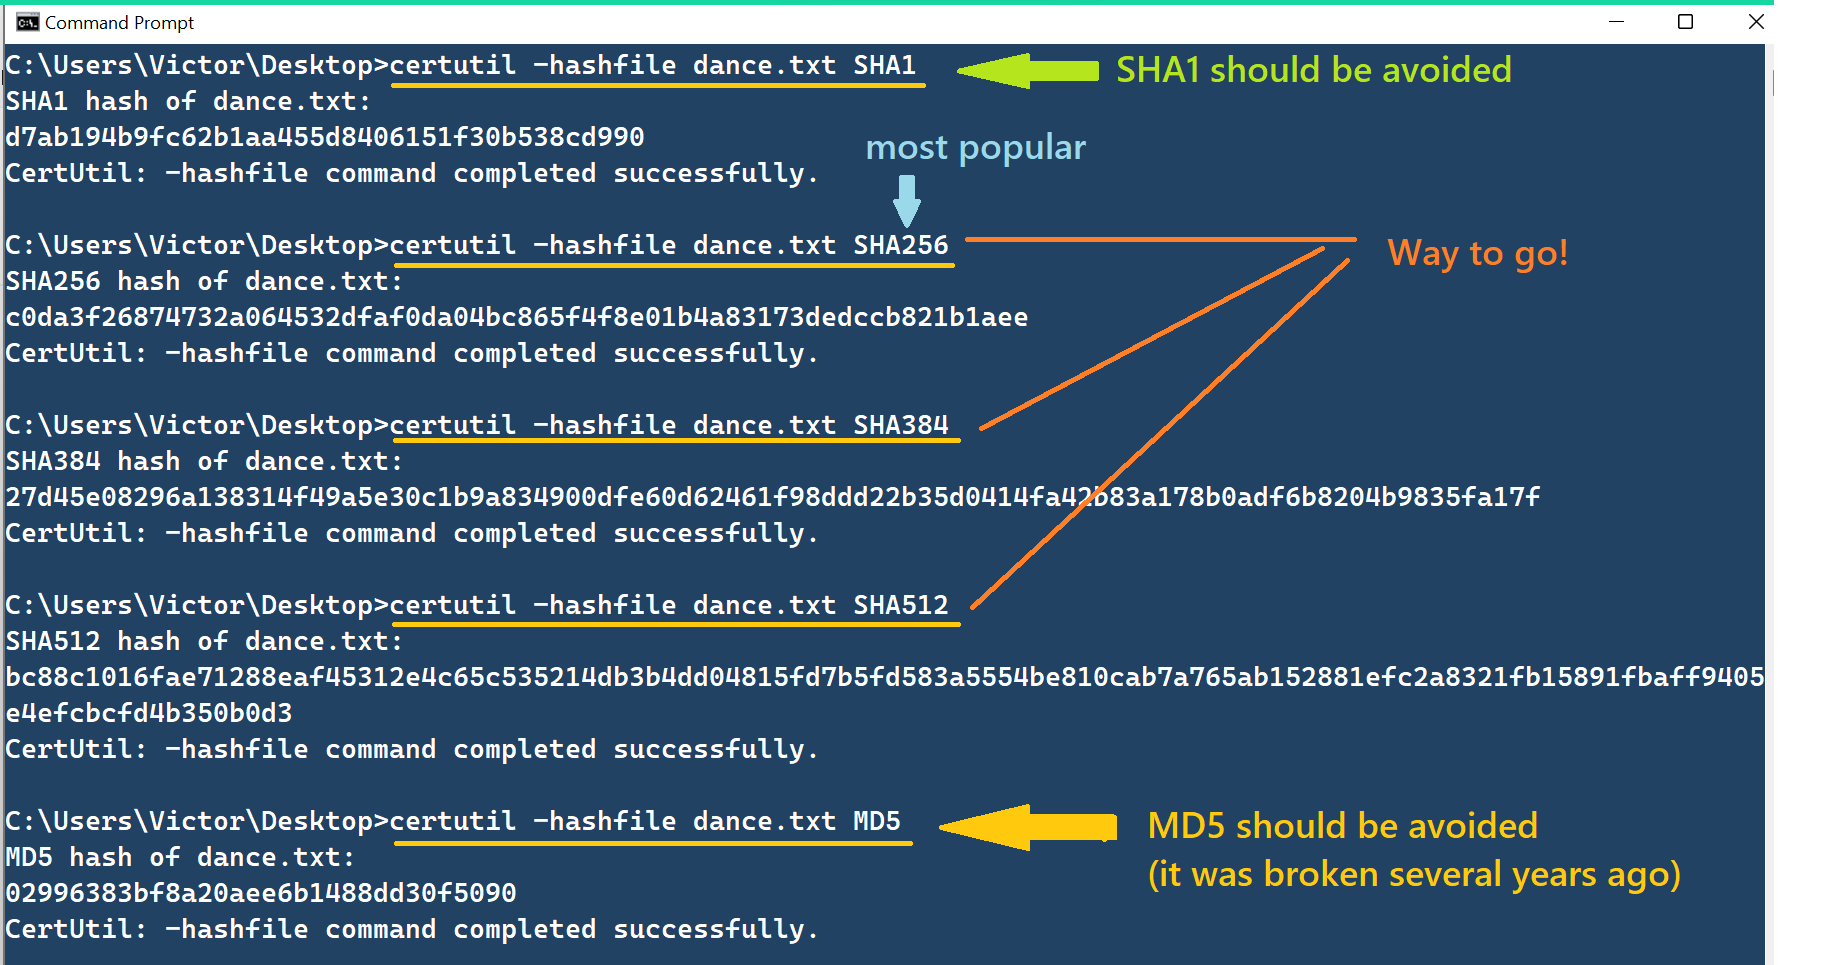 Command Prompt
C:\Users\Victor\Desktop>certutil -hashfile dance.txt SHA1
SHA1 should be avoided
SHA1 hash of dance.txt:
d7ab194b9fc62b1aa455d8406151f30b538cd990
most popular
CertUtil: -hashfile command completed successfully.
C:\Users\Victor\Desktop>certutil -hashfile dance.txt SHA256
Way to go!
SHA256 hash of dance.txt:
c0da3f26874732a064532dfaf0da04bc865f4f8e01b4a83173dedccb821b1aee
CertUtil: -hashfile command completed successfully.
C:\Users\Victor\Desktop>certutil -hashfile dance.txt SHA384
SHA384 hash of dance.txt:
27d45e08296a138314f49a5e30c1b9a834900dfe60d62461f98ddd22b35d0414fa42b83a178b0adf6b8204b9835fa17f
CertUtil: -hashfile command completed successfully.
C:\Users\Victor\Desktop>certutil -hashfile dance.txt SHA512
SHA512 hash of dance.txt:
bc88c1016fae71288eaf45312e4c65c535214db3b4dd04815fd7b5fd583a5554be810cab7a765ab152881efc2a8321fb15891fbaff9405
e4efcbcfd4b350b0d3
CertUtil: -hashfile command completed successfully.
C:\Users\Victor\Desktop>certutil -hashfile dance.txt MD5
MD5 should be avoided
MD5 hash of dance.txt:
(it was broken several years ago)
02996383bf8a20aee6b1488dd30f5090
CertUtil: -hashfile command completed successfully.